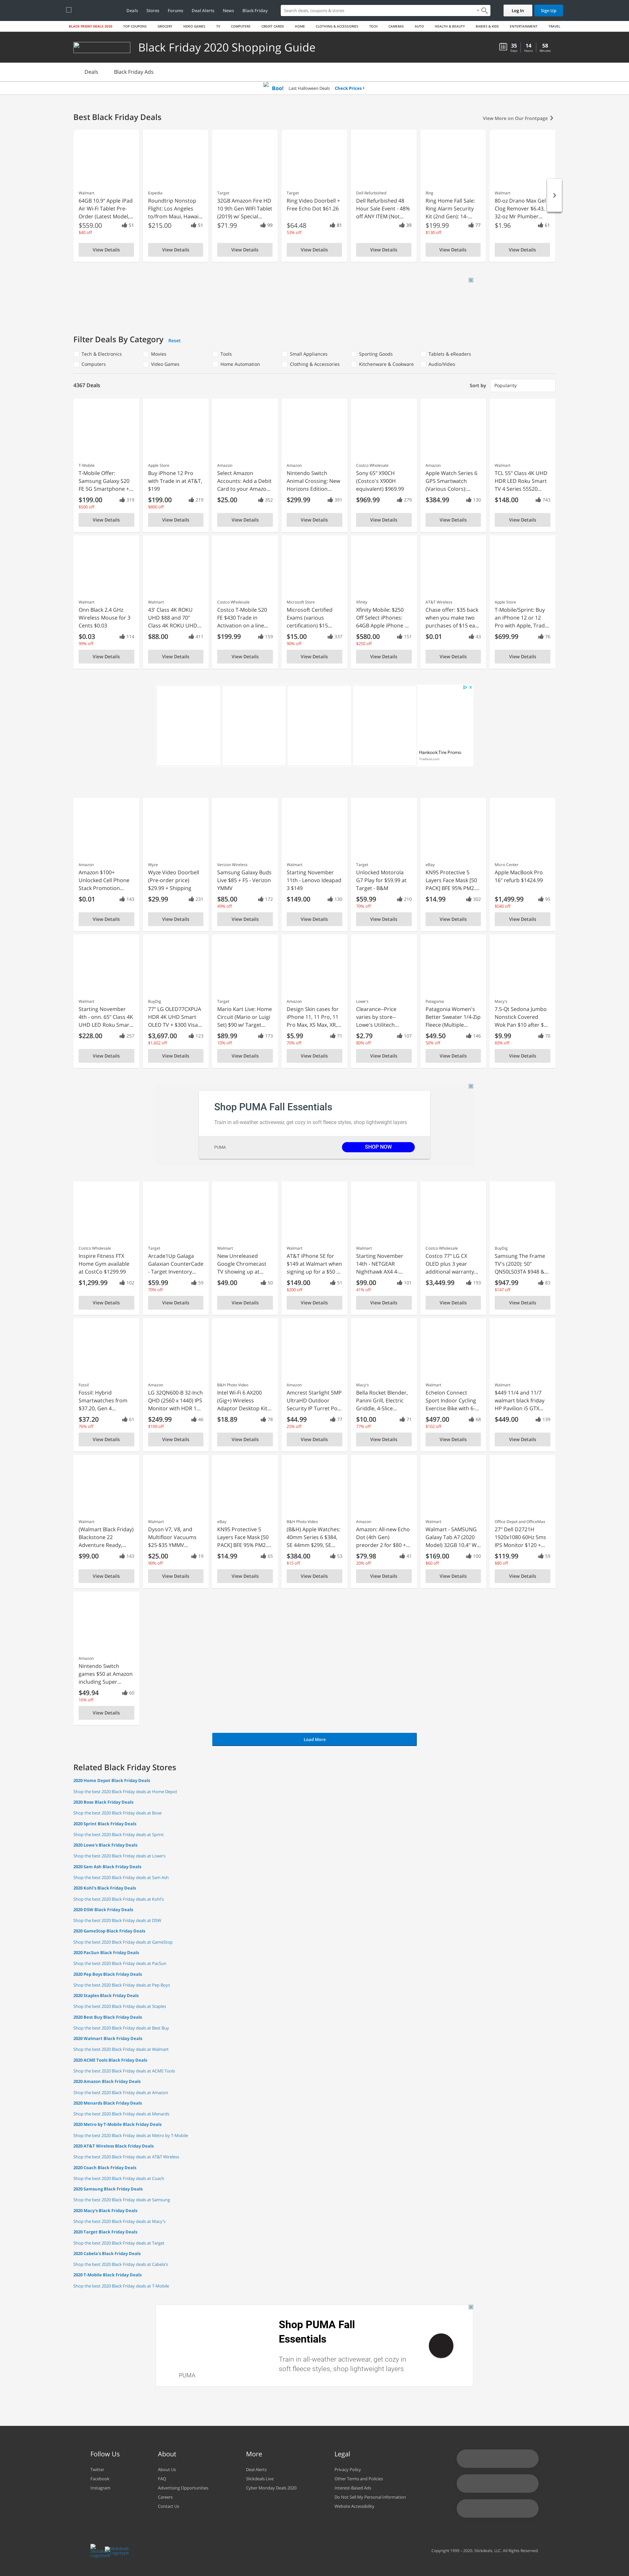 Deals Stores Forums Deal Alerts News Black Friday
Search deals, coupons & stores
Log In
Sign Up
BLACK FRIDAY DEALS 2020 TOP COUPONS GROCERY VIDEO GAMES TV COMPUTERS CREDIT CARDS HOME CLOTHING & ACCESSORIES TECH CAMERAS AUTO HEALTH & BEAUTY BABIES & KIDS ENTERTAINMENT TRAVEL
Black Friday 2020 Shopping Guide
35 14 58
Days Hours Minutes
Deals Black Friday Ads
Boo! Last Halloween Deals Check Prices
Best Black Friday Deals
View More on Our Frontpage
Walmart
64GB 10.9" Apple iPad Air Wi-Fi Tablet Pre-Order (Latest Model,...
$559.00 51
$40 off
View Details
Expedia
Roundtrip Nonstop Flight: Los Angeles to/from Maui, Hawai...
$215.00 51
View Details
Target
32GB Amazon Fire HD 10 9th Gen WIFI Tablet (2019) w/ Special...
$71.99 99
View Details
Target
Ring Video Doorbell + Free Echo Dot $61.26
$64.48 81
53% off
View Details
Dell Refurbished
Dell Refurbished 48 Hour Sale Event - 48% off ANY ITEM (Not...
39
View Details
Ring
Ring Home Fall Sale: Ring Alarm Security Kit (2nd Gen): 14-...
$199.99 77
$130 off
View Details
Walmart
80-oz Drano Max Gel Clog Remover $6.43, 32-oz Mr Plumber...
$1.96 61
View Details
Filter Deals By Category Reset
Tech & Electronics Movies Tools Small Appliances Sporting Goods Tablets & eReaders
Computers Video Games Home Automation Clothing & Accessories Kitchenware & Cookware Audio/Video
4367 Deals
Sort by Popularity
T-Mobile
T-Mobile Offer: Samsung Galaxy S20 FE 5G Smartphone +...
$199.00 319
$500 off
View Details
Apple Store
Buy iPhone 12 Pro with Trade in at AT&T, $199
$199.00 219
$800 off
View Details
Amazon
Select Amazon Accounts: Add a Debit Card to your Amazo...
$25.00 352
View Details
Amazon
Nintendo Switch Animal Crossing: New Horizons Edition...
$299.99 391
View Details
Costco Wholesale
Sony 65" X90CH (Costco's X900H equivalent) $969.99
$969.99 275
View Details
Amazon
Apple Watch Series 6 GPS Smartwatch (Various Colors):...
$384.99 130
View Details
Walmart
TCL 55" Class 4K UHD HDR LED Roku Smart TV 4 Series 55S20...
$148.00 743
View Details
Walmart
Onn Black 2.4 GHz Wireless Mouse for 3 Cents $0.03
$0.03 114
99% off
View Details
Walmart
43' Class 4K ROKU UHD $88 and 70" Class 4K ROKU UHD...
$88.00 411
View Details
Costco Wholesale
Costco T-Mobile S20 FE $430 Trade in Activation on a line...
$199.99 159
View Details
Microsoft Store
Microsoft Certified Exams (various certification) $15...
$15.00 337
90% off
View Details
Xfinity
Xfinity Mobile: $250 Off Select iPhones: 64GB Apple iPhone ...
$580.00 151
$250 off
View Details
AT&T Wireless
Chase offer: $35 back when you make two purchases of $15 ea...
$0.01 43
View Details
Apple Store
T-Mobile/Sprint: Buy an iPhone 12 or 12 Pro with Apple, Trad...
$699.99 76
View Details
Hankook Tire Promo
Amazon
Amazon $100+ Unlocked Cell Phone Stack Promotion...
$0.01 143
View Details
Wyze
Wyze Video Doorbell (Pre-order price) $29.99 + Shipping
$29.99 231
View Details
Verizon Wireless
Samsung Galaxy Buds Live $85 + FS - Verizon YMMV
$85.00 172
49% off
View Details
Walmart
Starting November 11th - Lenovo Ideapad 3 $149
$149.00 130
View Details
Target
Unlocked Motorola G7 Play for $59.99 at Target - B&M
$59.99 210
70% off
View Details
eBay
KN95 Protective 5 Layers Face Mask [50 PACK] BFE 95% PM2....
$14.99 302
View Details
Micro Center
Apple MacBook Pro 16" refurb $1424.99
$1,499.99 95
$585 off
View Details
Walmart
Starting November 4th - onn. 65" Class 4K UHD LED Roku Smar...
$228.00 257
View Details
BuyDig
77" LG OLED77CXPUA HDR 4K UHD Smart OLED TV + $300 Visa...
$3,697.00 123
$1,602 off
View Details
Target
Mario Kart Live: Home Circuit (Mario or Luigi Set) $90 w/ Target...
$89.99 173
10% off
View Details
Amazon
Design Skin cases for iPhone 11, 11 Pro, 11 Pro Max, XS Max, XR,...
$5.99 71
70% off
View Details
Lowe's
Clearance--Price varies by store--Lowe's Utilitech...
$2.79 107
80% off
View Details
Patagonia
Patagonia Women's Better Sweater 1/4-Zip Fleece (Multiple...
$49.50 146
50% off
View Details
Macy's
7.5-Qt Sedona Jumbo Nonstick Covered Wok Pan $10 after $...
$9.99 70
83% off
View Details
Shop PUMA Fall Essentials
Train in all-weather activewear, get cozy in soft fleece styles, shop lightweight layers
PUMA
SHOP NOW
Costco Wholesale
Inspire Fitness FTX Home Gym available at CostCo $1299.99
$1,299.99 102
View Details
Target
Arcade1Up Galaga Galaxian CounterCade - Target Inventory...
$59.99 59
70% off
View Details
Walmart
New Unreleased Google Chromecast TV showing up at...
$49.00 50
View Details
Walmart
AT&T iPhone SE for $149 at Walmart when signing up for a $50 ...
$149.00 51
$200 off
View Details
Walmart
Starting November 14th - NETGEAR Nighthawk AX4 4-...
$99.00 101
41% off
View Details
Costco Wholesale
Costco 77" LG CX OLED plus 3 year additional warranty...
$3,449.99 193
View Details
BuyDig
Samsung The Frame TV's (2020): 50" QN50LS03TA $948 &...
$947.99 83
$147 off
View Details
Fossil
Fossil: Hybrid Smartwatches from $37.20, Gen 4...
$37.20 61
76% off
View Details
Amazon
LG 32QN600-B 32-Inch QHD (2560 x 1440) IPS Monitor with HDR 1...
$249.99 46
$100 off
View Details
B&H Photo Video
Intel Wi-Fi 6 AX200 (Gig+) Wireless Adaptor Desktop Kit...
$18.89 74
View Details
Amazon
Amcrest Starlight 5MP UltraHD Outdoor Security IP Turret Po...
$44.99 77
25% off
View Details
Macy's
Bella Rocket Blender, Panini Grill, Electric Griddle, 4-Slice...
$10.00 71
77% off
View Details
Walmart
Echelon Connect Sport Indoor Cycling Exercise Bike with 6-...
$497.00 68
$102 off
View Details
Walmart
$449 11/4 and 11/7 walmart black friday HP Pavilion i5 GTX...
$449.00 139
View Details
Walmart
(Walmart Black Friday) Blackstone 22 Adventure Ready,...
$99.00 143
View Details
Walmart
Dyson V7, V8, and Multifloor Vacuums $25-$35 YMMV...
$25.00 19
90% off
View Details
eBay
KN95 Protective 5 Layers Face Mask [50 PACK] BFE 95% PM2....
$14.99 65
View Details
B&H Photo Video
(B&H) Apple Watches: 40mm Series 6 $384, SE 44mm $299, SE...
$384.00 53
$15 off
View Details
Amazon
Amazon: All-new Echo Dot (4th Gen) preorder 2 for $80 +...
$79.98 41
20% off
View Details
Walmart
Walmart - SAMSUNG Galaxy Tab A7 (2020 Model) 32GB 10.4" W...
$169.00 100
$60 off
View Details
Office Depot and OfficeMax
27" Dell D2721H 1920x1080 60Hz 5ms IPS Monitor $120 +...
$119.99 59
$80 off
View Details
Amazon
Nintendo Switch games $50 at Amazon including Super...
$49.94 60
16% off
View Details
Load More
Related Black Friday Stores
2020 Home Depot Black Friday Deals
Shop the best 2020 Black Friday deals at Home Depot
2020 Bose Black Friday Deals
Shop the best 2020 Black Friday deals at Bose
2020 Sprint Black Friday Deals
Shop the best 2020 Black Friday deals at Sprint
2020 Lowe's Black Friday Deals
Shop the best 2020 Black Friday deals at Lowe's
2020 Sam Ash Black Friday Deals
Shop the best 2020 Black Friday deals at Sam Ash
2020 Kohl's Black Friday Deals
Shop the best 2020 Black Friday deals at Kohl's
2020 DSW Black Friday Deals
Shop the best 2020 Black Friday deals at DSW
2020 GameStop Black Friday Deals
Shop the best 2020 Black Friday deals at GameStop
2020 PacSun Black Friday Deals
Shop the best 2020 Black Friday deals at PacSun
2020 Pep Boys Black Friday Deals
Shop the best 2020 Black Friday deals at Pep Boys
2020 Staples Black Friday Deals
Shop the best 2020 Black Friday deals at Staples
2020 Best Buy Black Friday Deals
Shop the best 2020 Black Friday deals at Best Buy
2020 Walmart Black Friday Deals
Shop the best 2020 Black Friday deals at Walmart
2020 ACME Tools Black Friday Deals
Shop the best 2020 Black Friday deals at ACME Tools
2020 Amazon Black Friday Deals
Shop the best 2020 Black Friday deals at Amazon
2020 Menards Black Friday Deals
Shop the best 2020 Black Friday deals at Menards
2020 Metro by T-Mobile Black Friday Deals
Shop the best 2020 Black Friday deals at Metro by T-Mobile
2020 AT&T Wireless Black Friday Deals
Shop the best 2020 Black Friday deals at AT&T Wireless
2020 Coach Black Friday Deals
Shop the best 2020 Black Friday deals at Coach
2020 Samsung Black Friday Deals
Shop the best 2020 Black Friday deals at Samsung
2020 Macy's Black Friday Deals
Shop the best 2020 Black Friday deals at Macy's
2020 Target Black Friday Deals
Shop the best 2020 Black Friday deals at Target
2020 Cabela's Black Friday Deals
Shop the best 2020 Black Friday deals at Cabela's
2020 T-Mobile Black Friday Deals
Shop the best 2020 Black Friday deals at T-Mobile
Shop PUMA Fall Essentials
Train in all-weather activewear, get cozy in soft fleece styles, shop lightweight layers
PUMA
Follow Us
Twitter
Facebook
Instagram
About
About Us
FAQ
Advertising Opportunities
Careers
Contact Us
More
Deal Alerts
Slickdeals Live
Cyber Monday Deals 2020
Legal
Privacy Policy
Other Terms and Policies
Interest-Based Ads
Do Not Sell My Personal Information
Website Accessibility
Copyright 1999 - 2020. Slickdeals, LLC. All Rights Reserved.